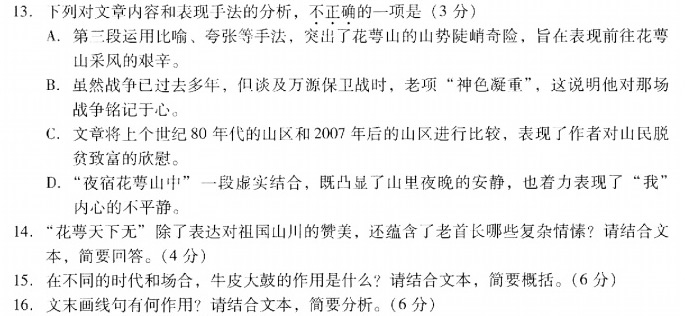 13. 下列对文章内容和表现手法的分析，不正确的一项是（3 分）
A. 第三段运用比喻、夸张等手法，突出了花萼山的山势陡峭奇险，旨在表现前往花萼
山采风的艰辛。
B. 虽然战争已过去多年，但谈及万源保卫战时，老项“神色凝重”，这说明他对那场
战争铭记于心。
C. 文章将上个世纪 80 年代的山区和 2007 年后的山区进行比较，表现了作者对山民脱
贫致富的欣慰。
D. “夜宿花萼山中”一段虚实结合，既凸显了山里夜晚的安静，也着力表现了“我”
内心的不平静。
14. “花萼天下无”除了表达对祖国山川的赞美，还蕴含了老首长哪些复杂情愫？请结合文
本，简要回答。（4 分）
15. 在不同的时代和场合，牛皮大鼓的作用是什么？请结合文本，简要概括。（6 分）
16. 文末画线句有何作用？请结合文本，简要分析。（6 分）